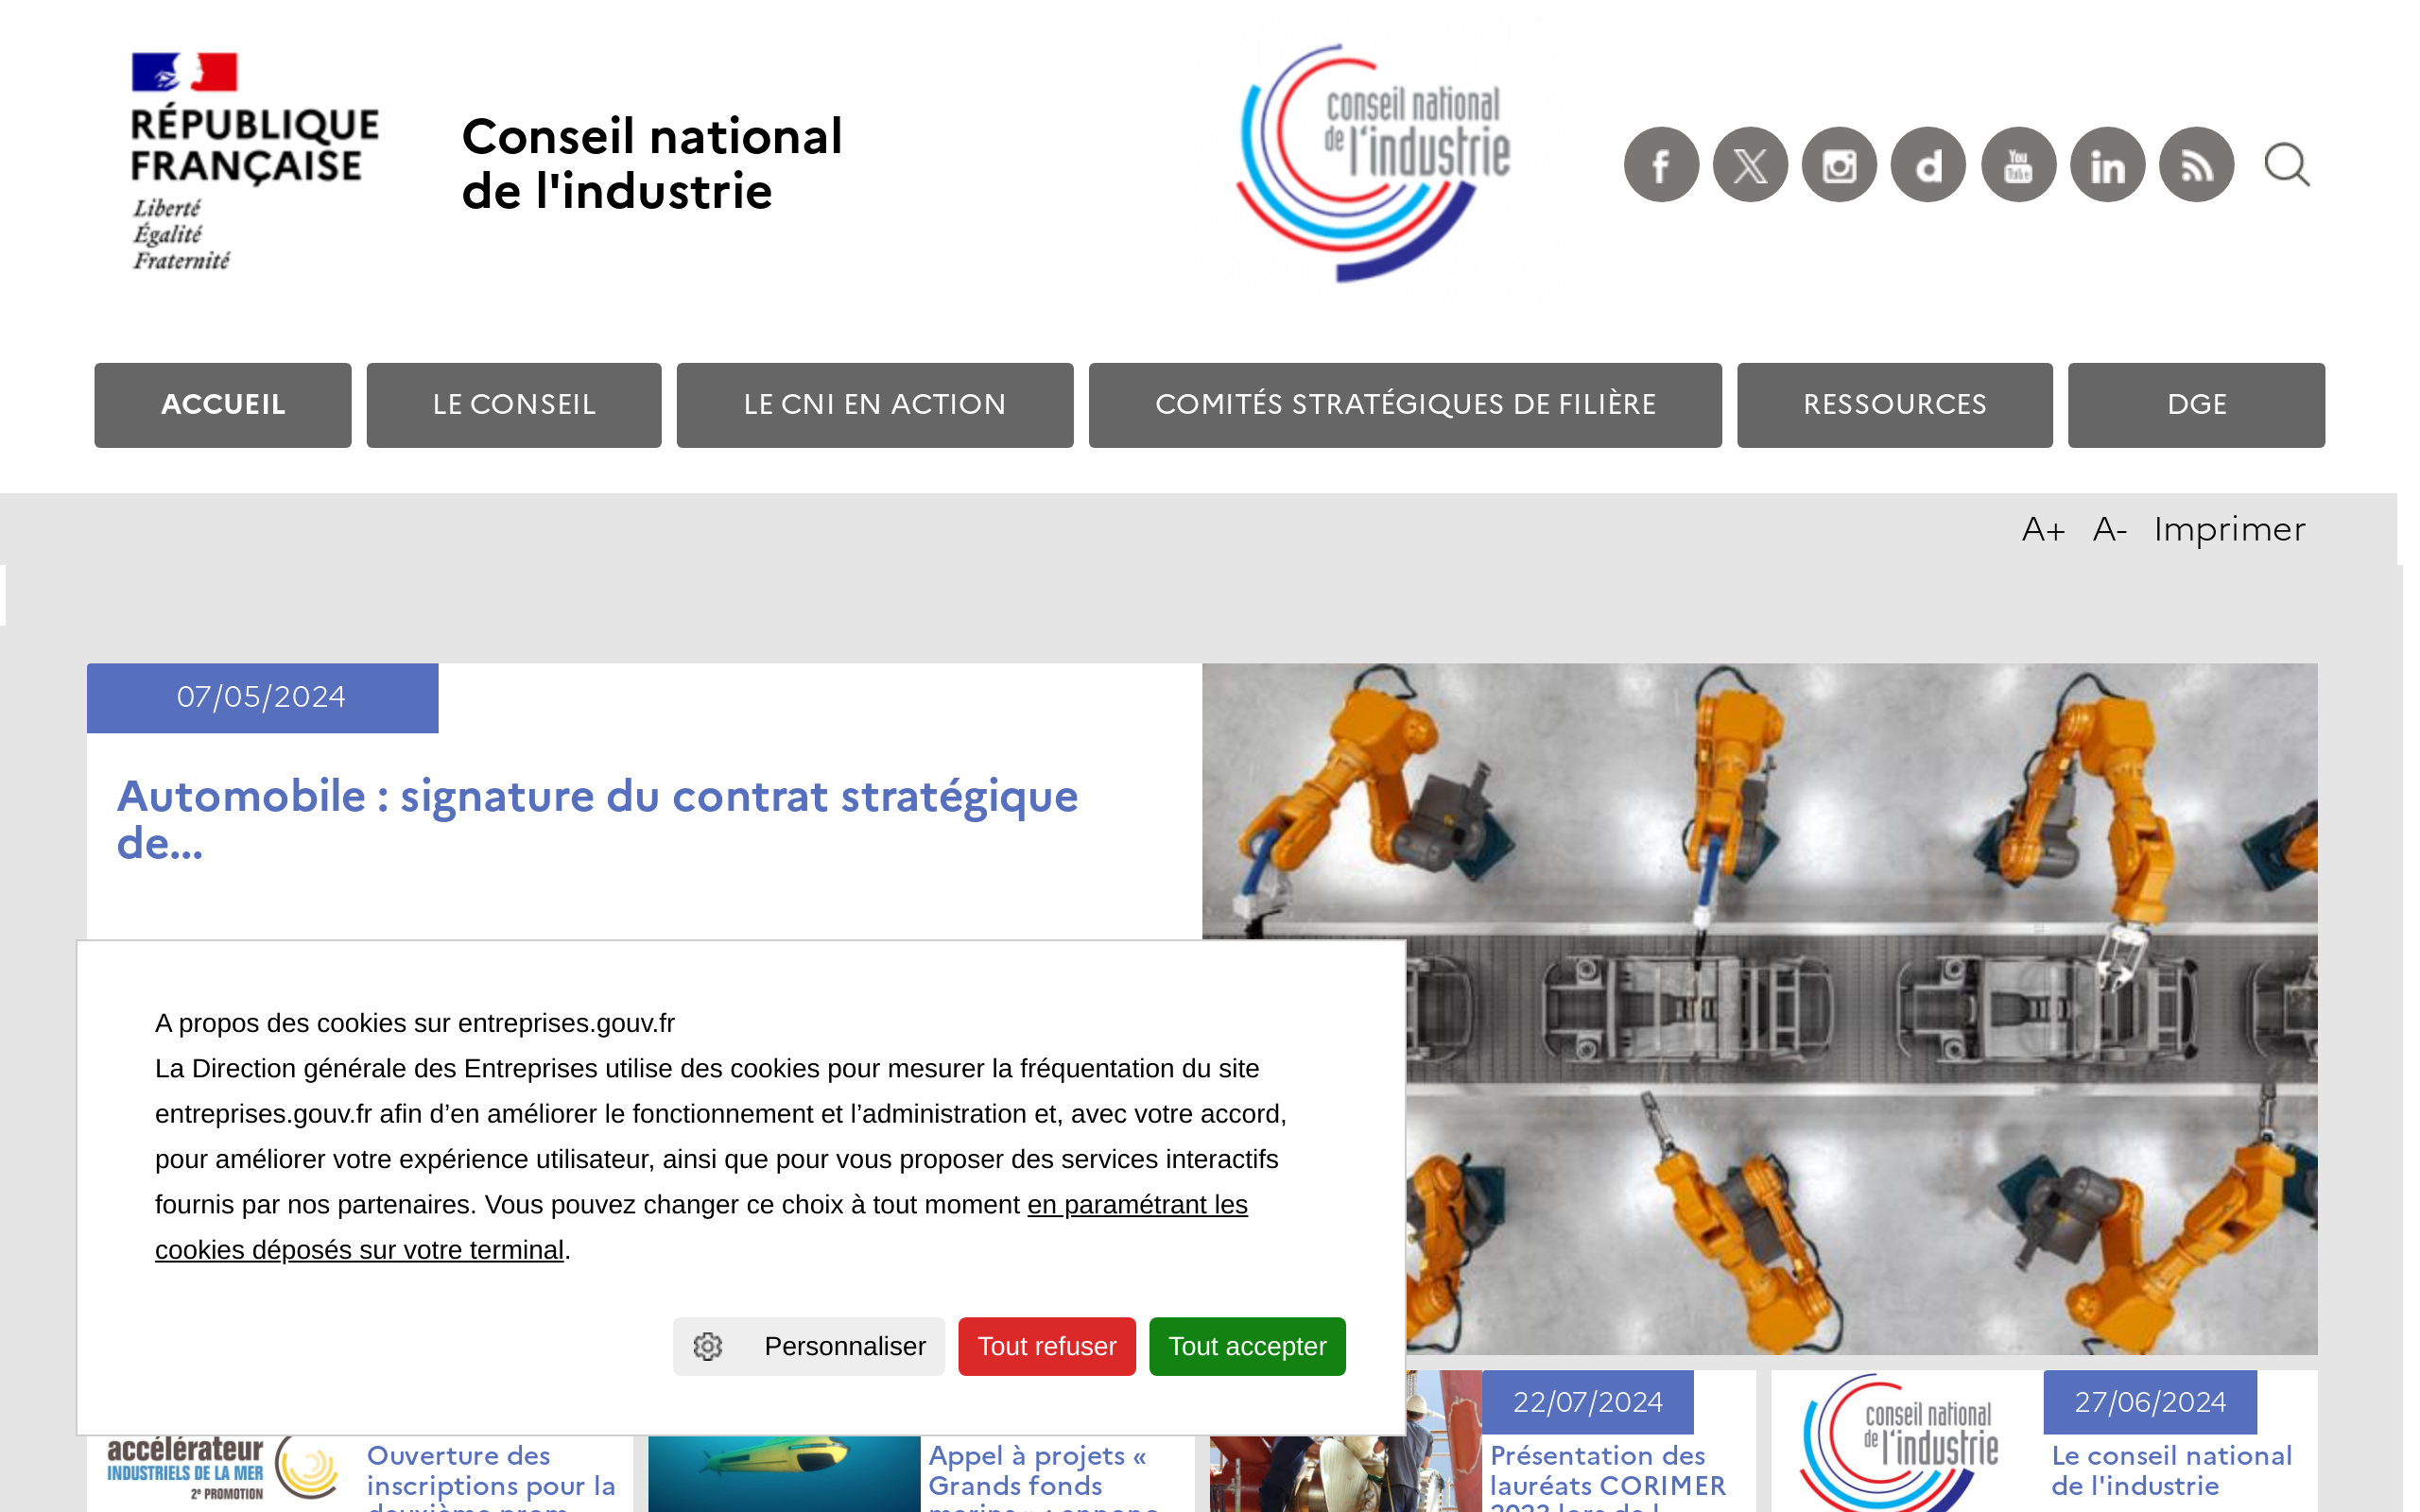 RÉPUBLIQUE
FRANÇAISE
Liberté
Égalité
Fraternité
Conseil national
de l'industrie
conseil national
de l'industrie
f
X
d
You
Tube
in
ACCUEIL
LE CONSEIL
LE CNI EN ACTION
COMITÉS STRATÉGIQUES DE FILIÈRE
RESSOURCES
DGE
A+ A- Imprimer
07/05/2024
Automobile : signature du contrat stratégique
de...
A propos des cookies sur entreprises.gouv.fr
La Direction générale des Entreprises utilise des cookies pour mesurer la fréquentation du site
entreprises.gouv.fr afin d’en améliorer le fonctionnement et l’administration et, avec votre accord,
pour améliorer votre expérience utilisateur, ainsi que pour vous proposer des services interactifs
fournis par nos partenaires. Vous pouvez changer ce choix à tout moment en paramétrant les
cookies déposés sur votre terminal.
Personnaliser
Tout refuser
Tout accepter
accélérateur
INDUSTRIELS DE LA MER
2e PROMOTION
Ouverture des
inscriptions pour la
Appel à projets «
Grands fonds
22/07/2024
Présentation des
lauréats CORIMER
conseil national
de l'industrie
27/06/2024
Le conseil national
de l'industrie